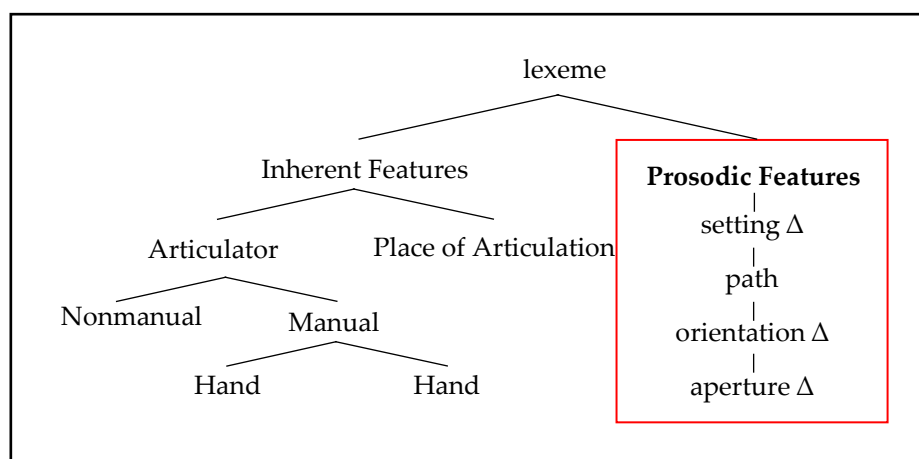 lexeme
Inherent Features
Prosodic Features
setting Δ
Articulator
Place of Articulation
path
Nonmanual
Manual
orientation Δ
Hand
Hand
aperture Δ